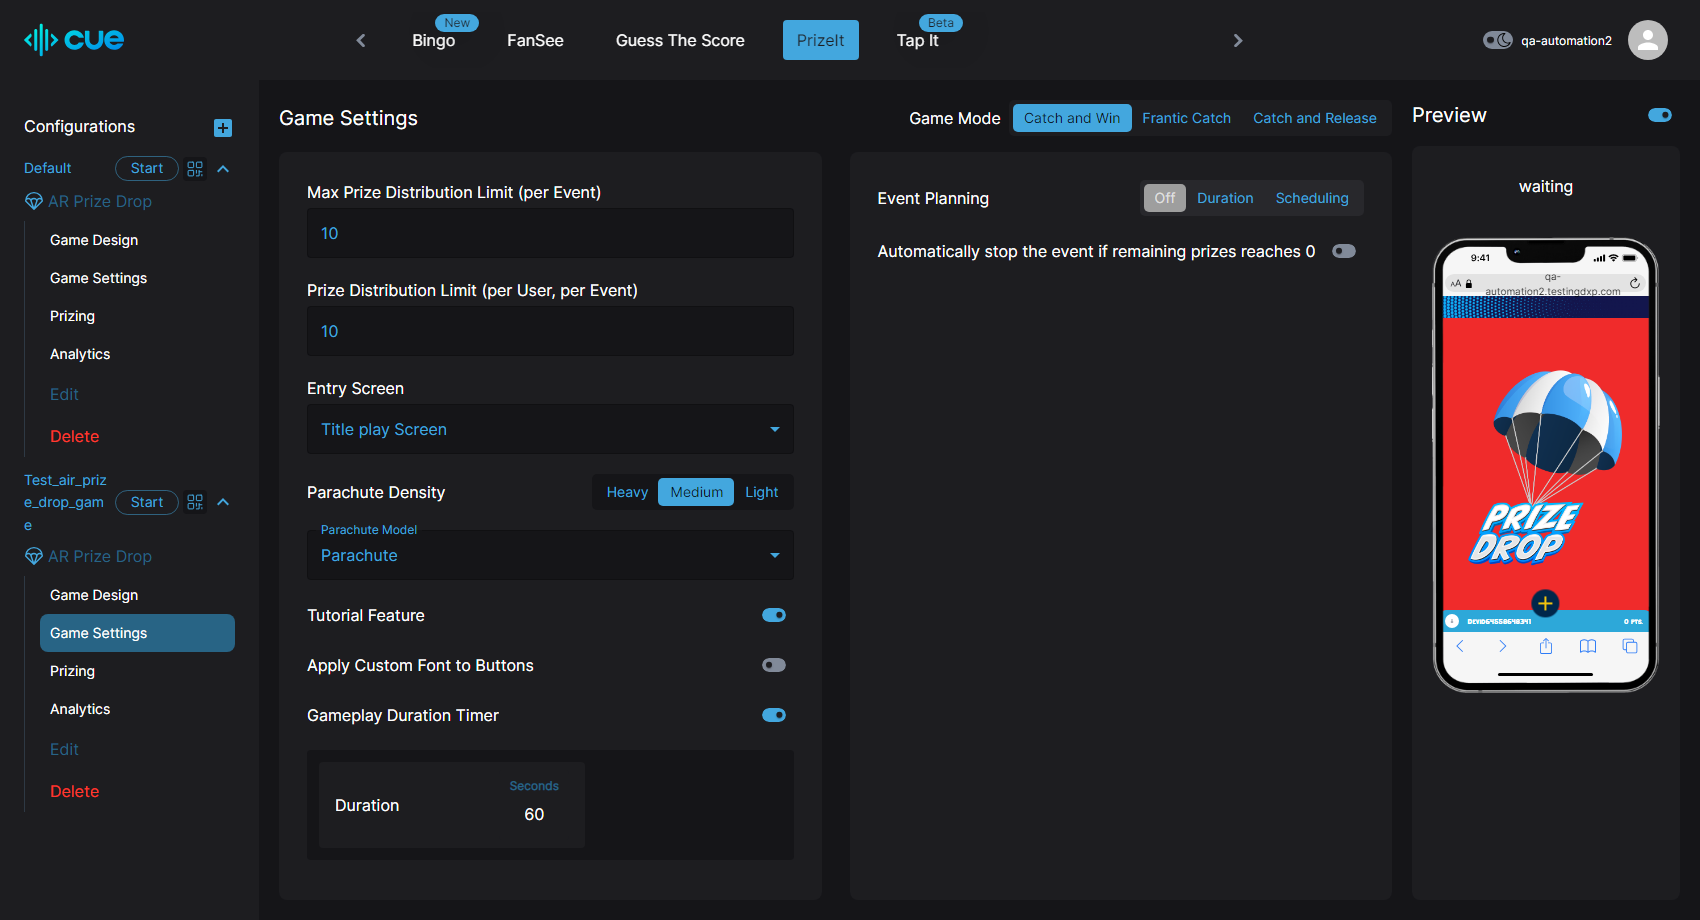 cue
New
Bingo
FanSee
Guess The Score
PrizeIt
Beta
Tap It
qa-automation2
Configurations
Default
Start
AR Prize Drop
Game Design
Game Settings
Prizing
Analytics
Edit
Delete
Test_air_priz
e_drop_gam
e
Start
AR Prize Drop
Game Design
Game Settings
Prizing
Analytics
Edit
Delete
Game Settings
Game Mode
Catch and Win
Frantic Catch
Catch and Release
Max Prize Distribution Limit (per Event)
10
Prize Distribution Limit (per User, per Event)
10
Entry Screen
Title play Screen
Parachute Density
Heavy
Medium
Light
Parachute Model
Parachute
Tutorial Feature
Apply Custom Font to Buttons
Gameplay Duration Timer
Duration
Seconds
60
Event Planning
Off
Duration
Scheduling
Automatically stop the event if remaining prizes reaches 0
Preview
waiting
9:41
AA
qa-
automation2.testingdxp.com
PRIZE
DROP
0 PTS.